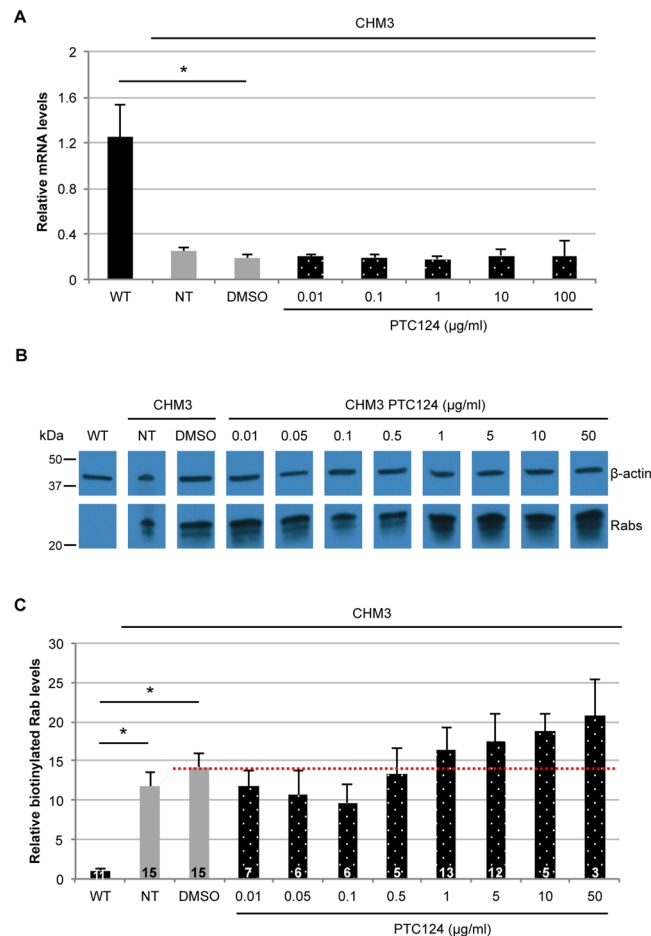 A
CHM3
Relative mRNA levels
2
1.6
1.2
0.8
0.4
0
*
WT NT DMSO 0.01 0.1 1 10 100
PTC124 (µg/ml)
B
CHM3 CHM3 PTC124 (µg/ml)
kDa WT NT DMSO 0.01 0.05 0.1 0.5 1 5 10 50
50
37
β-actin
Rabs
20
C
CHM3
Relative biotinylated Rab levels
30
25
20
15
10
5
0
*
*
11 15 15 7 6 6 5 13 12 5 3
WT NT DMSO 0.01 0.05 0.1 0.5 1 5 10 50
PTC124 (µg/ml)